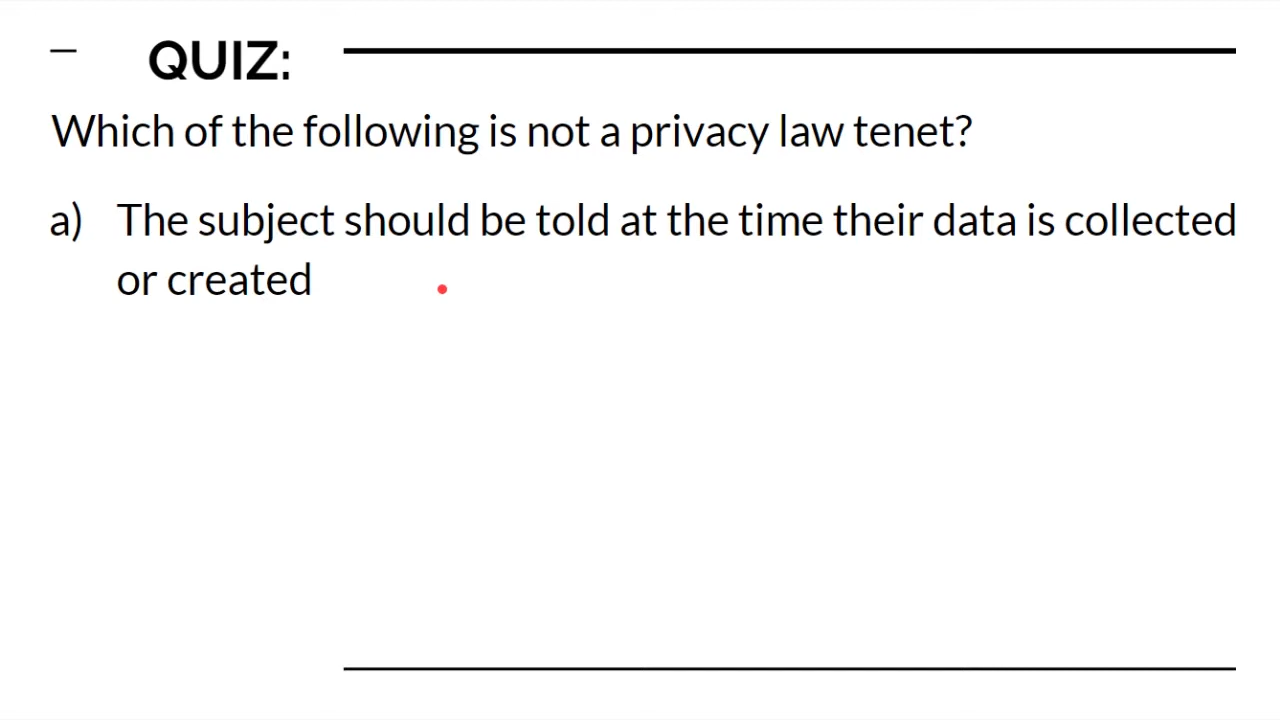 QUIZ:
Which of the following is not a privacy law tenet?
a) The subject should be told at the time their data is collected
or created